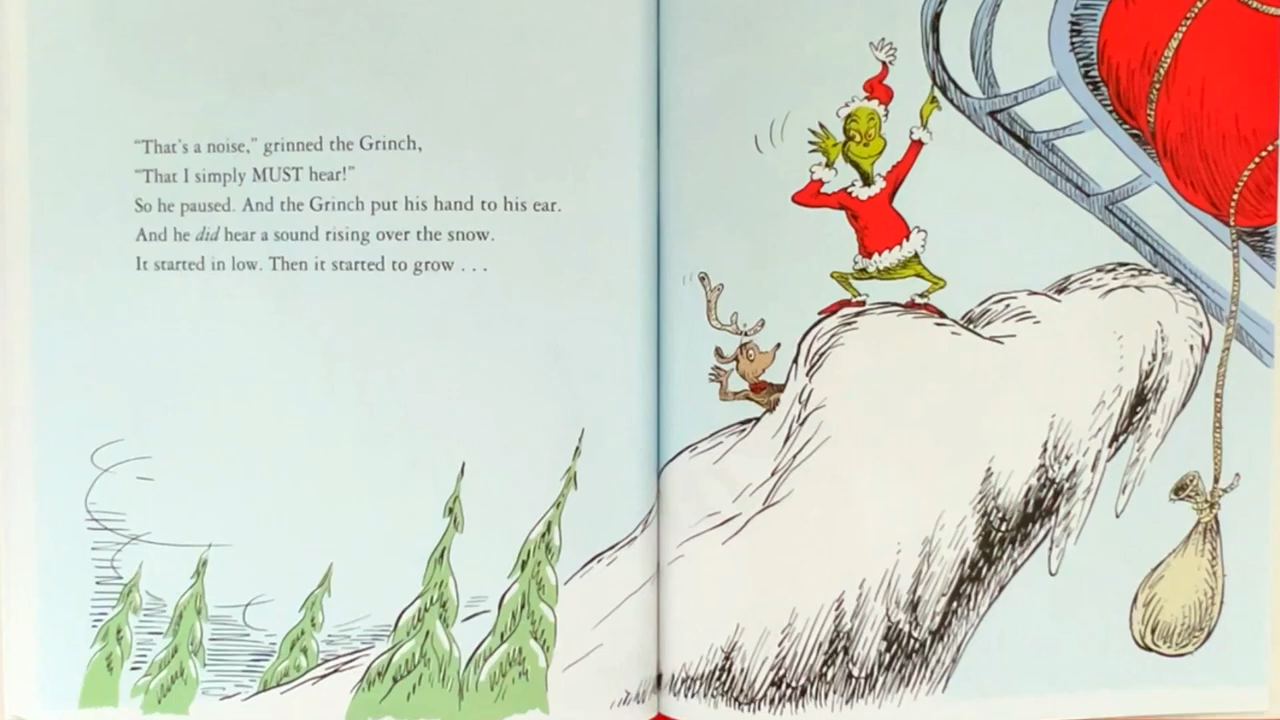 “That’s a noise,” grinned the Grinch,
“That I simply MUST hear!”
So he paused. And the Grinch put his hand to his ear.
And he did hear a sound rising over the snow.
It started in low. Then it started to grow . . .